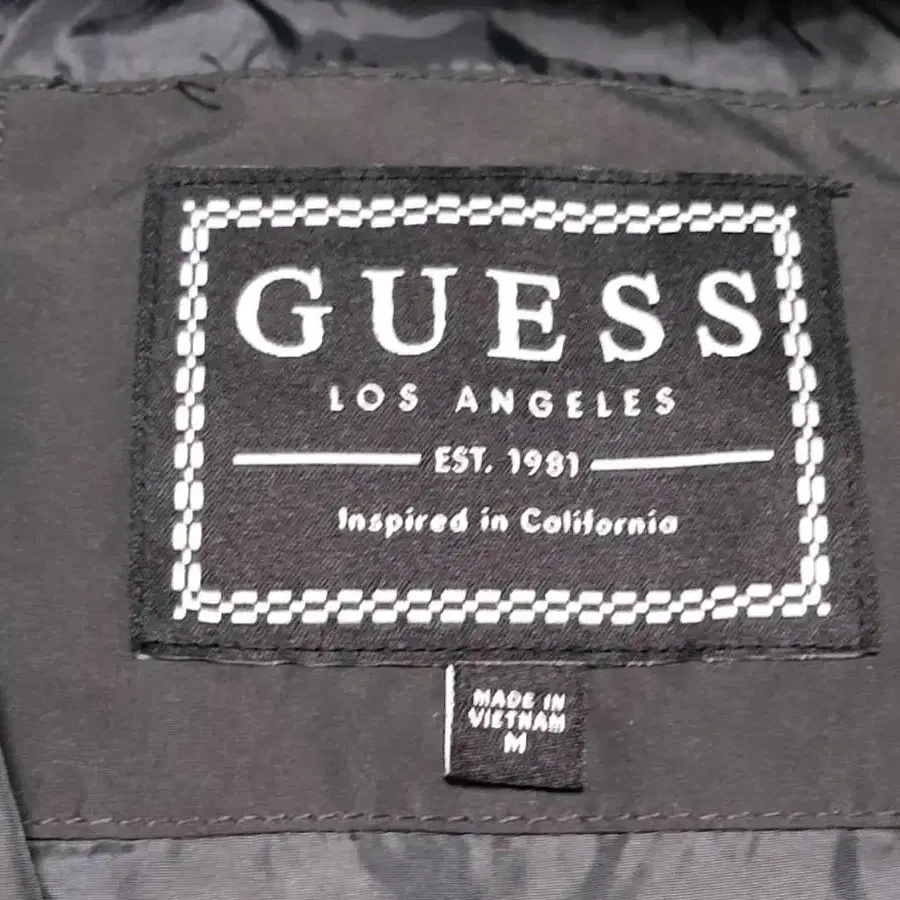 GUESS
LOS ANGELES
EST. 1981
Inspired in California
MADE IN
VIETNAM
M